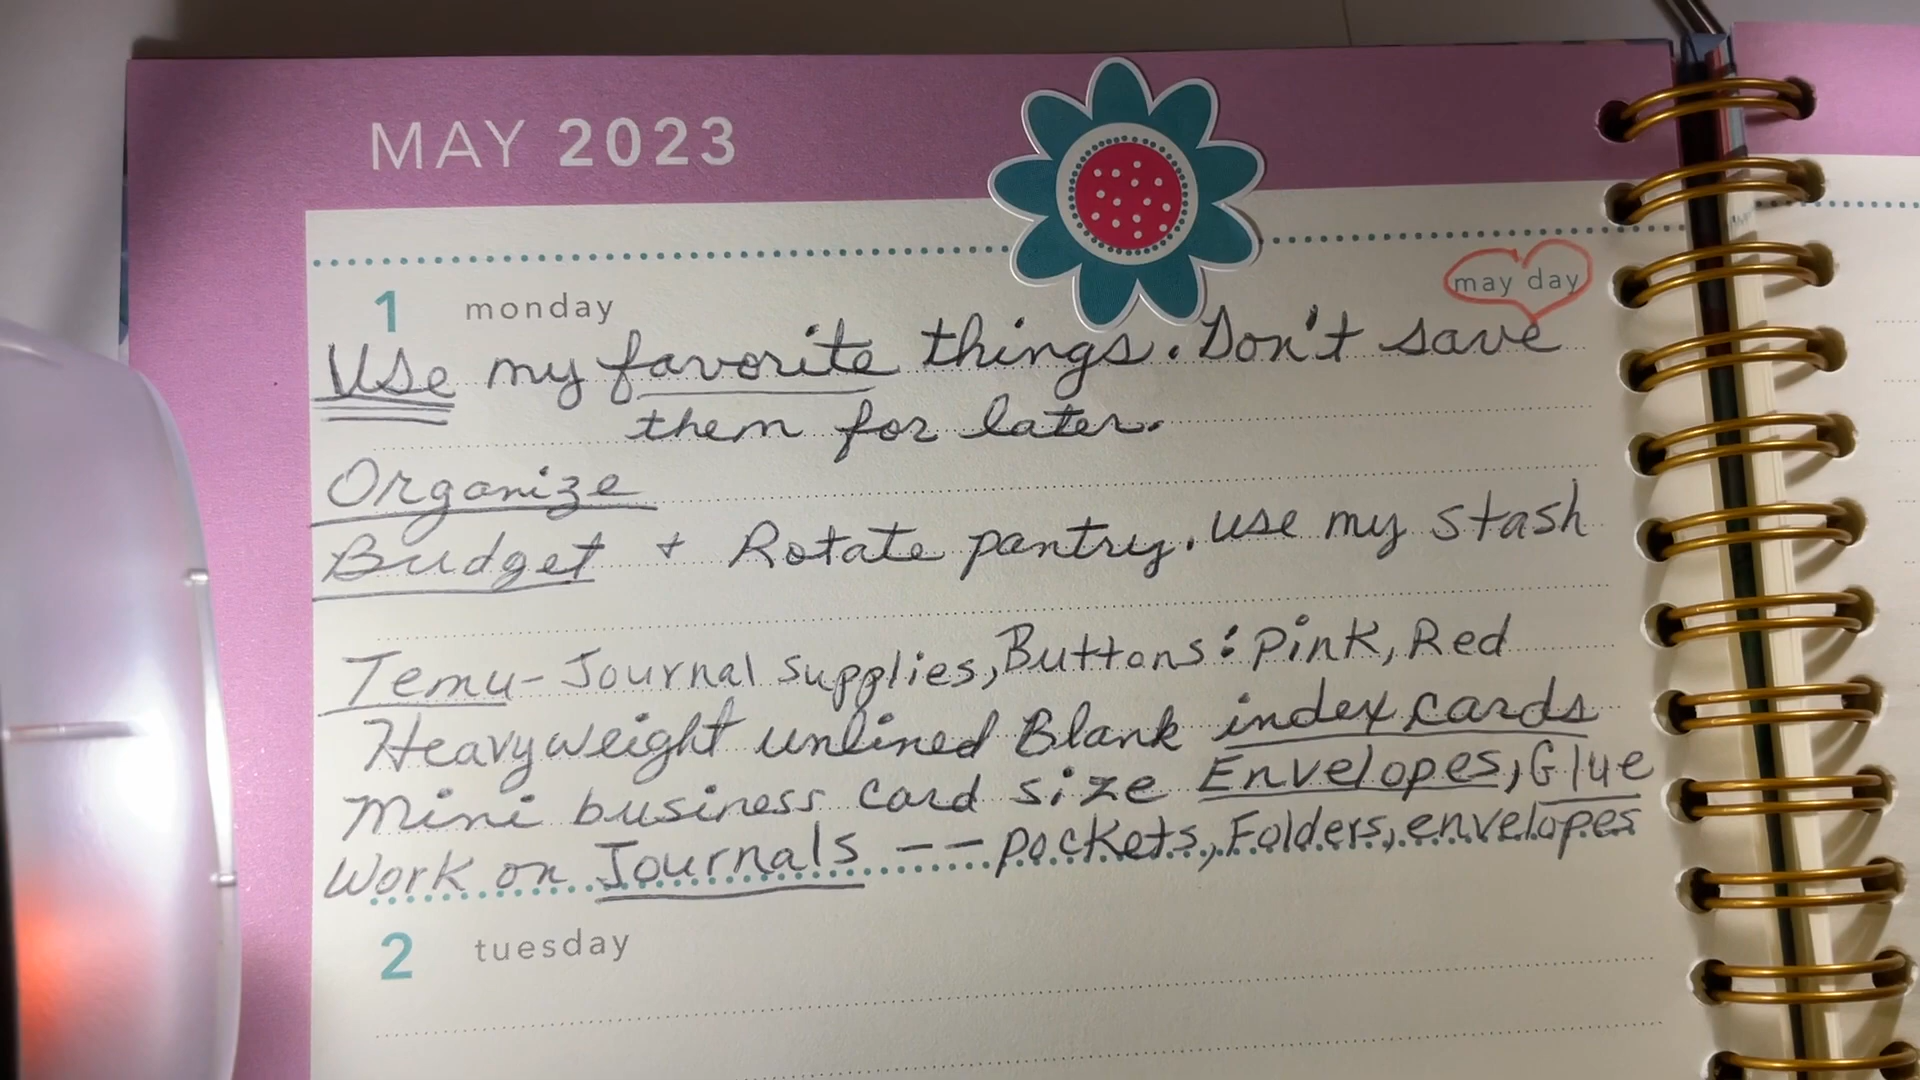 MAY 2023
may day
1 monday
Use my favorite things. Don't save
them for later.
Organize
Budget + Rotate pantry. use my stash
Temu - Journal supplies, Buttons: Pink, Red
Heavyweight unlined Blank index cards
Mini business card size Envelopes, Glue
Work on Journals -- pockets, Folders, envelopes
2 tuesday